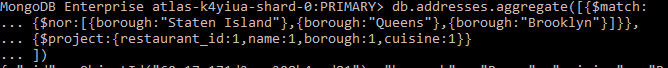 MongoDB Enterprise atlas-k4yiua-shard-0:PRIMARY> db.addresses.aggregate([{$match:
... {$nor:[{borough:"Staten Island"},{borough:"Queens"},{borough:"Brooklyn"}]}},
... {$project:{restaurant_id:1,name:1,borough:1,cuisine:1}}
... ])